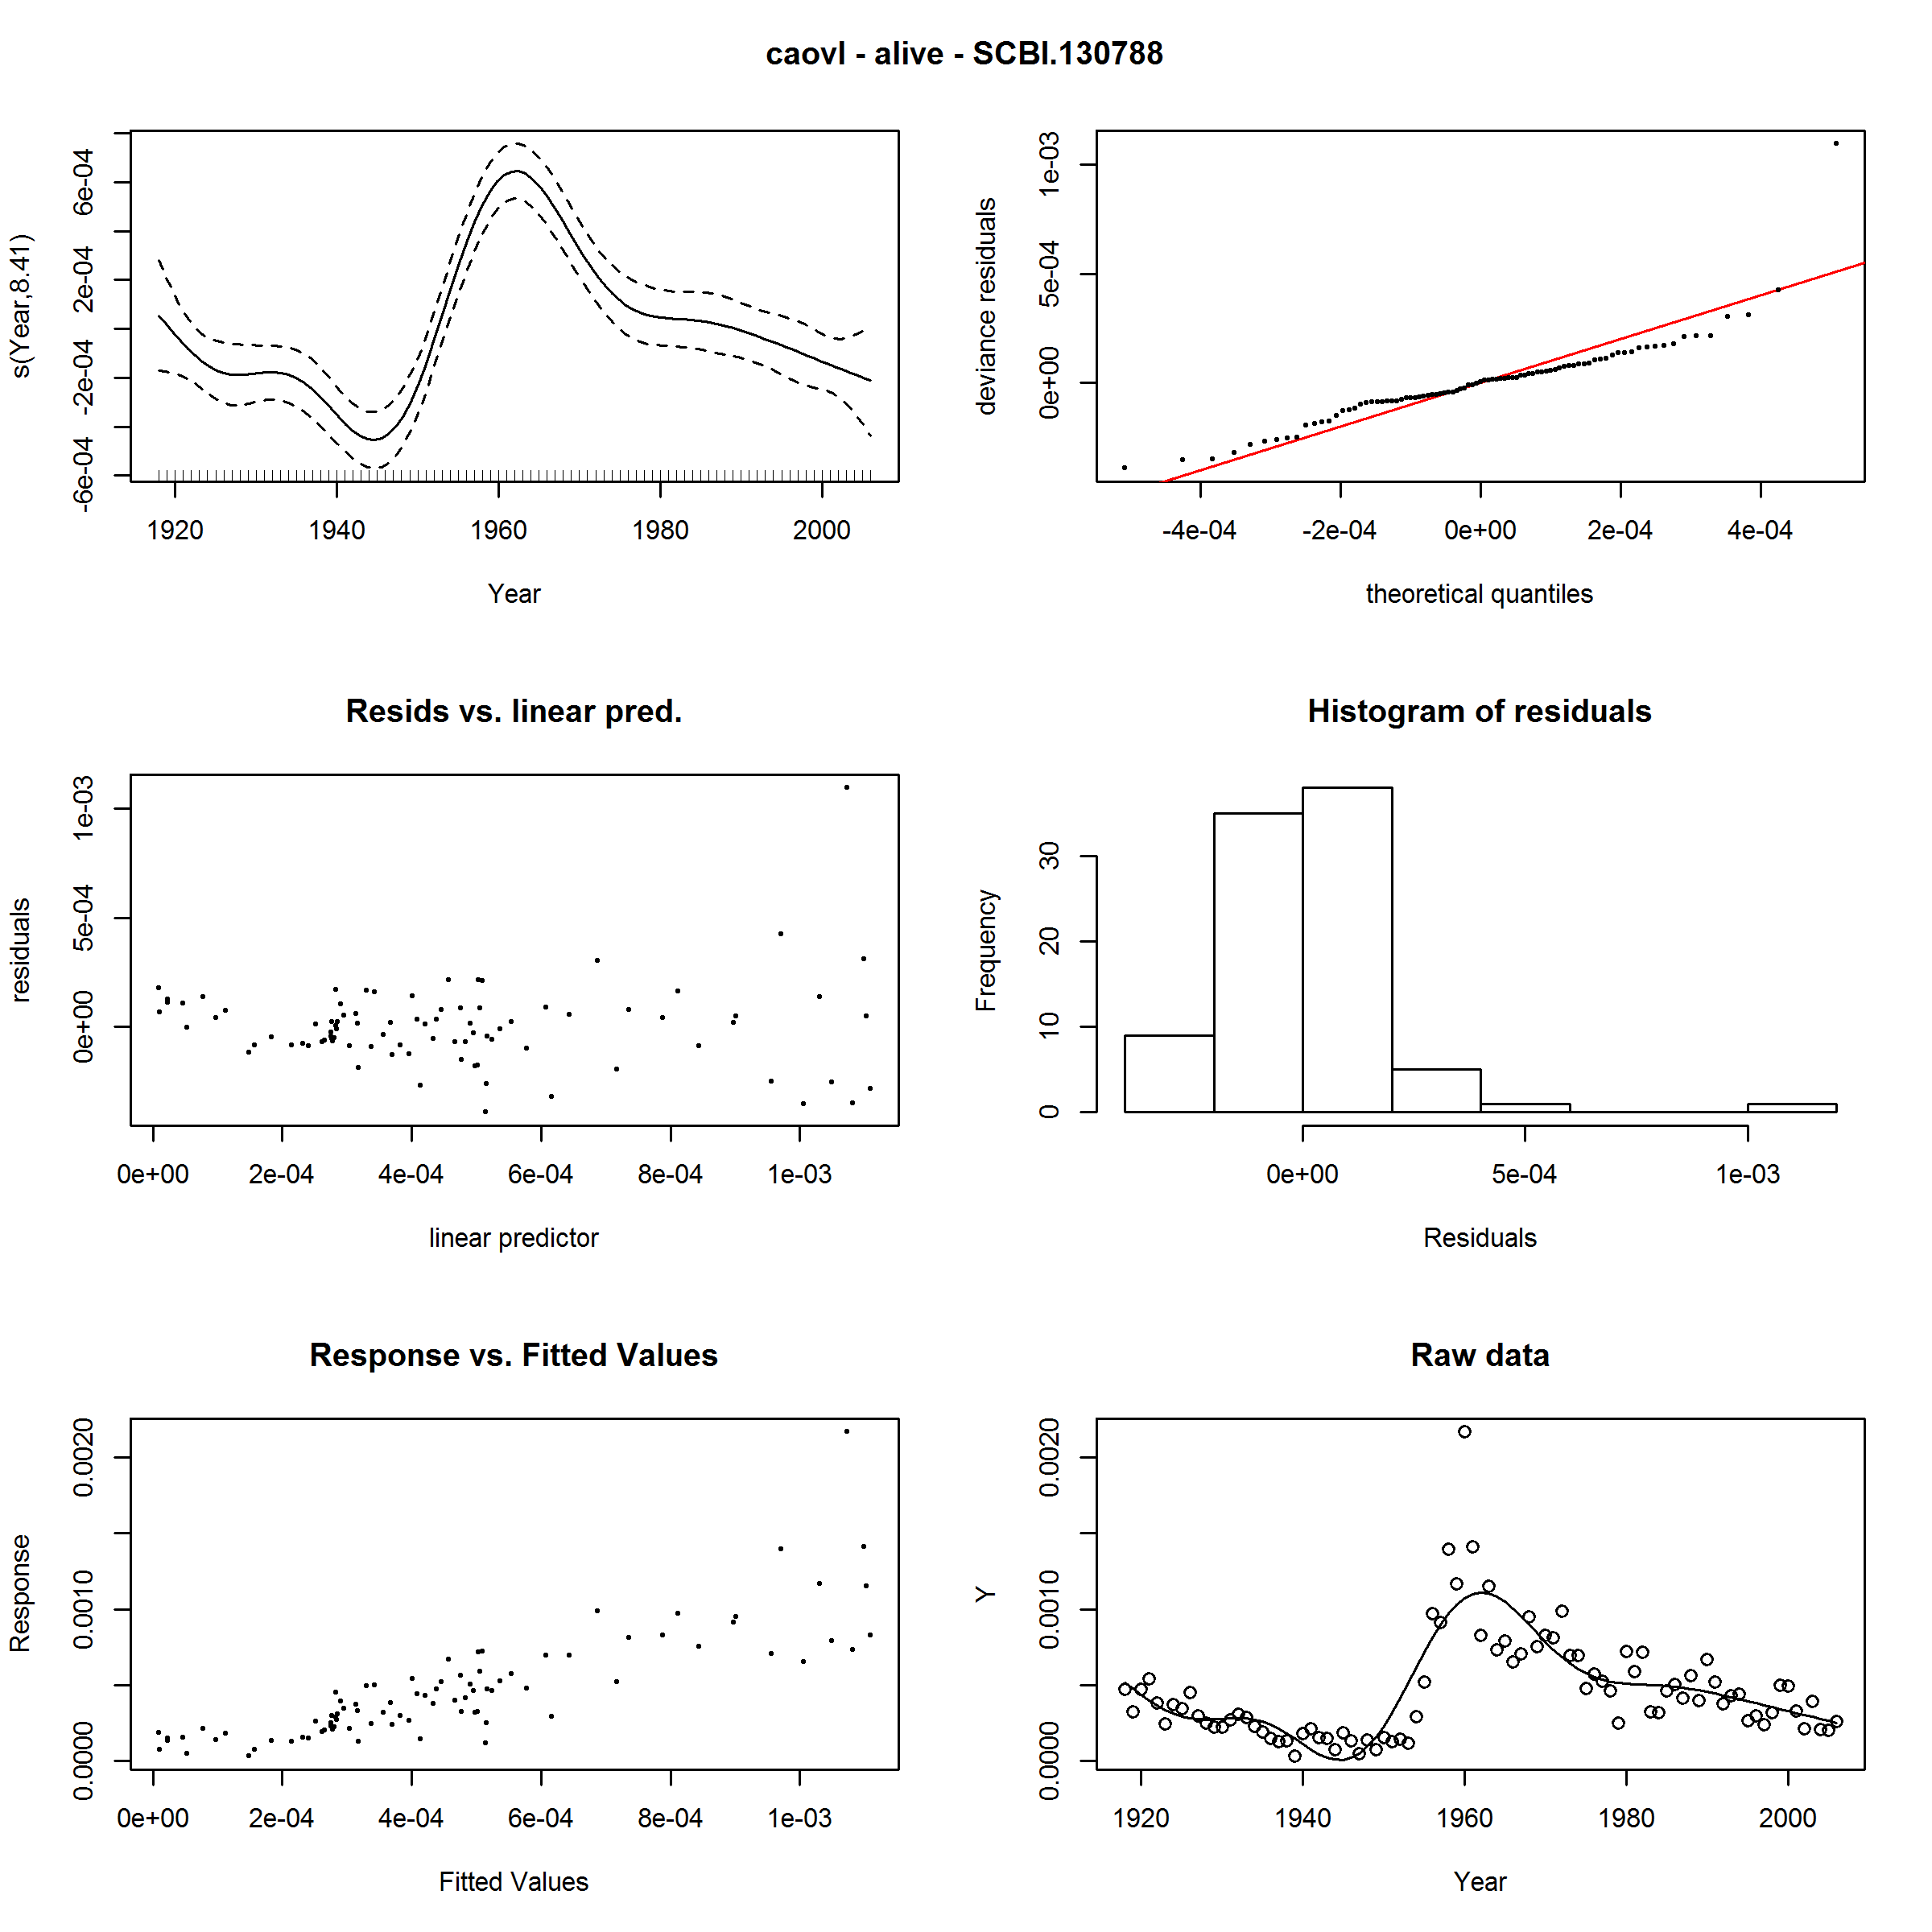 caovl - alive - SCBI.130788
s(Year,8.41)
-6e-04 -2e-04 2e-04 6e-04
1920 1940 1960 1980 2000
Year
deviance residuals
0e+00 5e-04 1e-03
-4e-04 -2e-04 0e+00 2e-04 4e-04
theoretical quantiles
Resids vs. linear pred.
residuals
0e+00 5e-04 1e-03
0e+00 2e-04 4e-04 6e-04 8e-04 1e-03
linear predictor
Histogram of residuals
Frequency
0 10 20 30
0e+00 5e-04 1e-03
Residuals
Response vs. Fitted Values
Response
0.0000 0.0010 0.0020
0e+00 2e-04 4e-04 6e-04 8e-04 1e-03
Fitted Values
Raw data
Y
0.0000 0.0010 0.0020
1920 1940 1960 1980 2000
Year